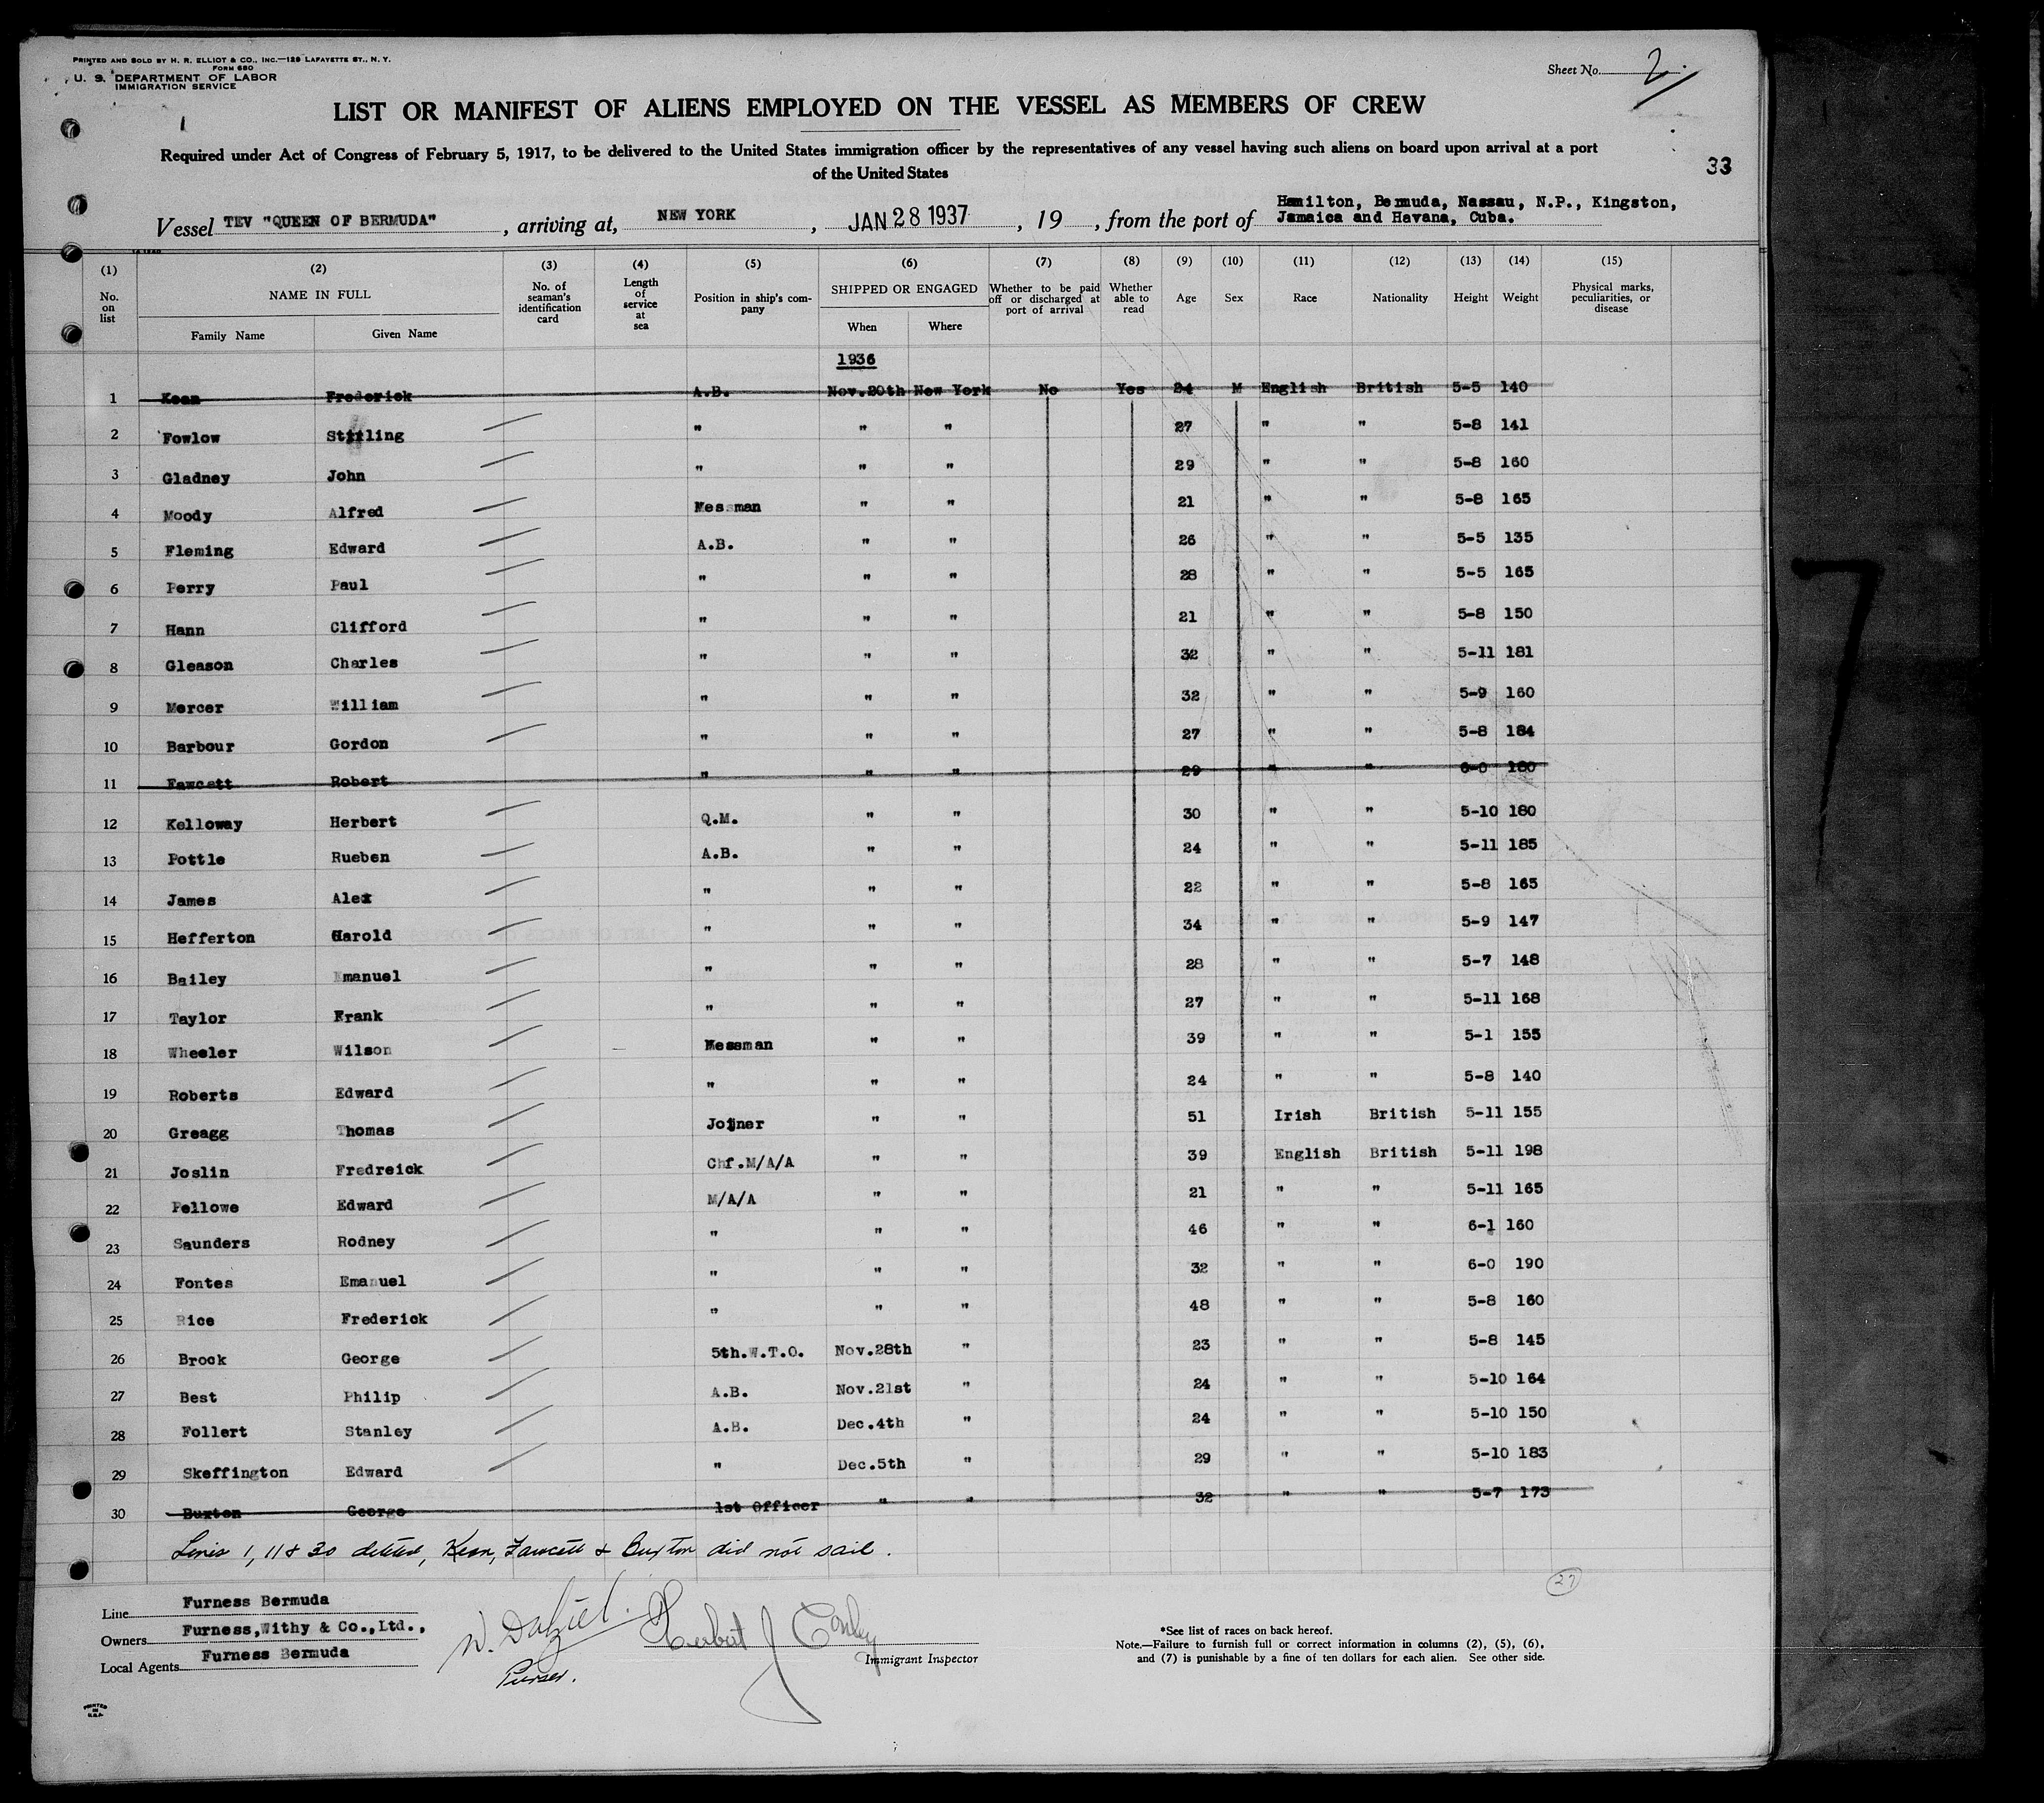 PRINTED AND SOLD BY H. R. ELLIOT & CO., INC.—129 LAFAYETTE ST., N. Y.
FORM 680
U. S. DEPARTMENT OF LABOR
IMMIGRATION SERVICE
Sheet No. 2
LIST OR MANIFEST OF ALIENS EMPLOYED ON THE VESSEL AS MEMBERS OF CREW
Required under Act of Congress of February 5, 1917, to be delivered to the United States immigration officer by the representatives of any vessel having such aliens on board upon arrival at a port
of the United States
33
Vessel TEV "QUEEN OF BERMUDA", arriving at, NEW YORK, JAN 28 1937, 19, from the port of Hamilton, Bermuda, Nassau, N.P., Kingston,
Jamaica and Havana, Cuba.
(1) (2) (3) (4) (5) (6) (7) (8) (9) (10) (11) (12) (13) (14) (15)
No. on list NAME IN FULL Family Name Given Name No. of seaman's identification card Length of service at sea Position in ship's company SHIPPED OR ENGAGED When Where Whether to be paid off or discharged at port of arrival Whether able to read Age Sex Race Nationality Height Weight Physical marks, peculiarities, or disease
1936
1 Kean Frederick A.B. Nov.20th New York No Yes 24 M English British 5-5 140
2 Fowlow Stirling " " " 27 " " 5-8 141
3 Gladney John " " " 29 " " 5-8 160
4 Moody Alfred Messman " " 21 " " 5-8 165
5 Fleming Edward A.B. " " 26 " " 5-5 135
6 Perry Paul " " " 28 " " 5-5 165
7 Hann Clifford " " " 21 " " 5-8 150
8 Gleason Charles " " " 32 " " 5-11 181
9 Mercer William " " " 32 " " 5-9 160
10 Barbour Gordon " " " 27 " " 5-8 184
11 Fawcett Robert " " " 29 " " 6-0 180
12 Kelloway Herbert Q.M. " " 30 " " 5-10 180
13 Pottle Rueben A.B. " " 24 " " 5-11 185
14 James Alex " " " 22 " " 5-8 165
15 Hefferton Harold " " " 34 " " 5-9 147
16 Bailey Emanuel " " " 28 " " 5-7 148
17 Taylor Frank " " " 27 " " 5-11 168
18 Wheeler Wilson Messman " " 39 " " 5-1 155
19 Roberts Edward " " " 24 " " 5-8 140
20 Greagg Thomas Joiner " " 51 Irish British 5-11 155
21 Joslin Fredreick Chf.M/A/A " " 39 English British 5-11 198
22 Pellowe Edward M/A/A " " 21 " " 5-11 165
23 Saunders Rodney " " " 46 " " 6-1 160
24 Fontes Emanuel " " " 32 " " 6-0 190
25 Rice Frederick " " " 48 " " 5-8 160
26 Brock George 5th.W.T.O. Nov.28th " 23 " " 5-8 145
27 Best Philip A.B. Nov.21st " 24 " " 5-10 164
28 Follert Stanley A.B. Dec.4th " 24 " " 5-10 150
29 Skeffington Edward " Dec.5th " 29 " " 5-10 183
30 Buxton George 1st Officer " " 32 " " 5-7 173
Lines 1, 11 & 30 deleted, Kean, Fawcett & Buxton did not sail.
27
Line Furness Bermuda
Owners Furness,Withy & Co.,Ltd.,
Local Agents Furness Bermuda
W. Dalziel.
Purser.
Herbert J Conley
Immigrant Inspector
*See list of races on back hereof.
Note.—Failure to furnish full or correct information in columns (2), (5), (6),
and (7) is punishable by a fine of ten dollars for each alien. See other side.
PRINTED
IN
U.S.A.
7